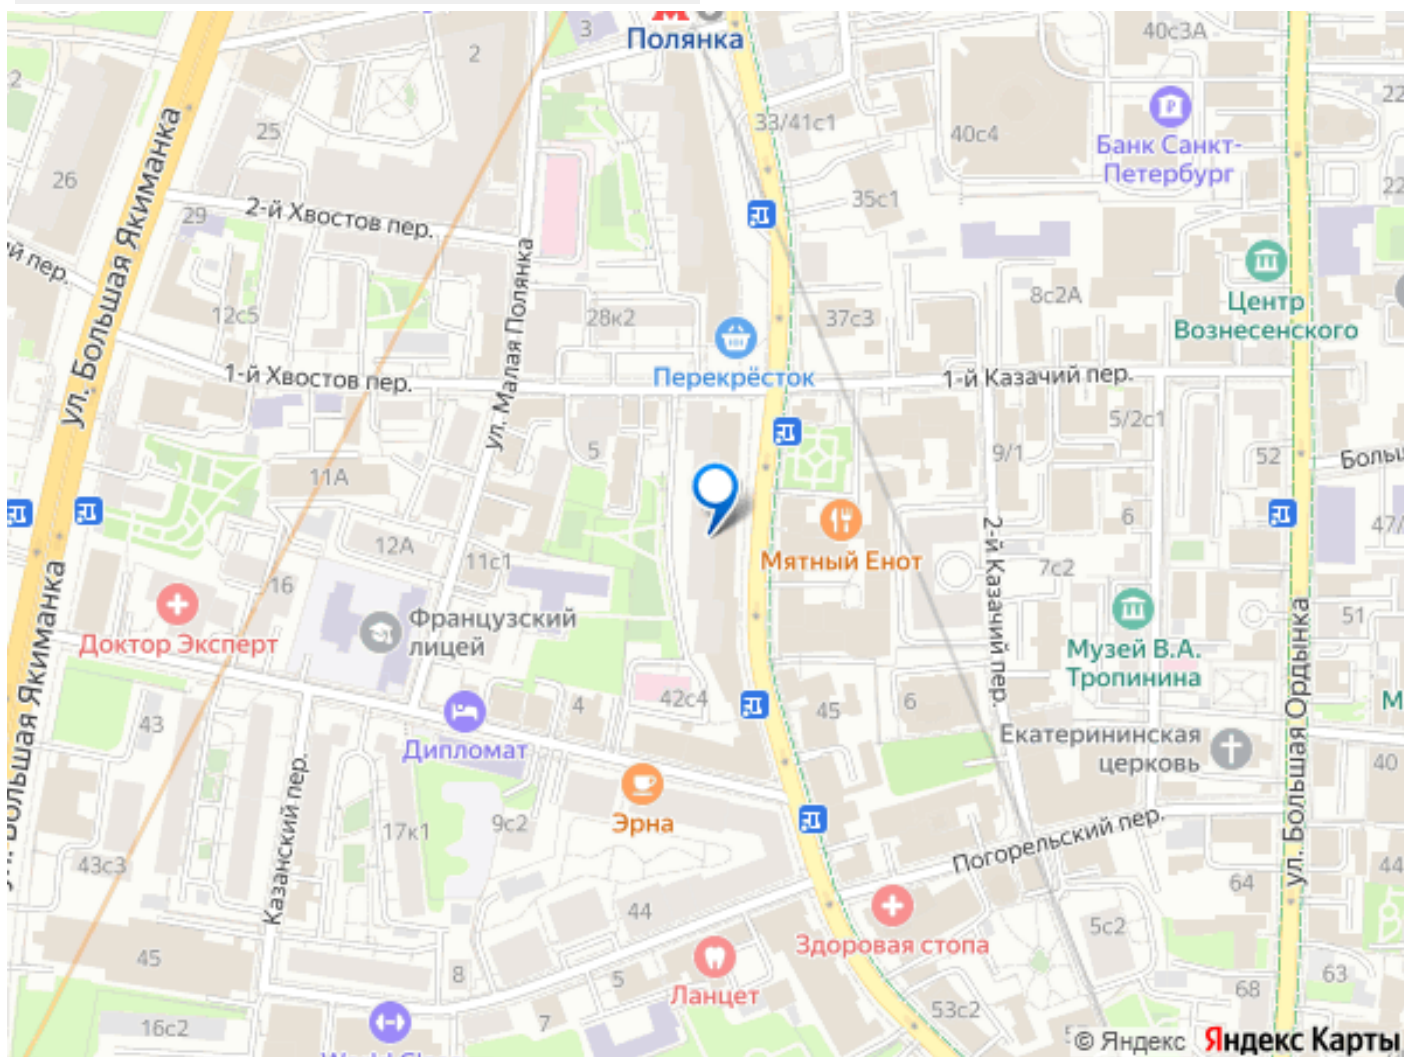 Полянка
3
2
40с3А
22
25
33/41с1
40с4
Банк Санкт-
Петербург
26
22
2-й Хвостов пер.
29
35с1
ул. Большая Якиманка
й пер.
12с5
ул. Малая Полянка
28к2
37с3
8с2А
Центр
Вознесенского
1-й Хвостов пер.
Перекрёсток
1-й Казачий пер.
5/2с1
5
9/1
52
11А
6
47/
12А
11с1
Мятный Енот
2-й Казачий пер.
7с2
16
Французский
лицей
Доктор Эксперт
Музей В.А.
Тропинина
51
ул. Большая Ордынка
42с4
4
43
45
6
Дипломат
Екатерининская
церковь
40
Казанский пер.
17к1
9с2
Эрна
43с3
Погорельский пер.
44
64
44
5с2
Здоровая стопа
45
8
5
Ланцет
63
68
53с2
7
16с2
© Яндекс Яндекс Карты